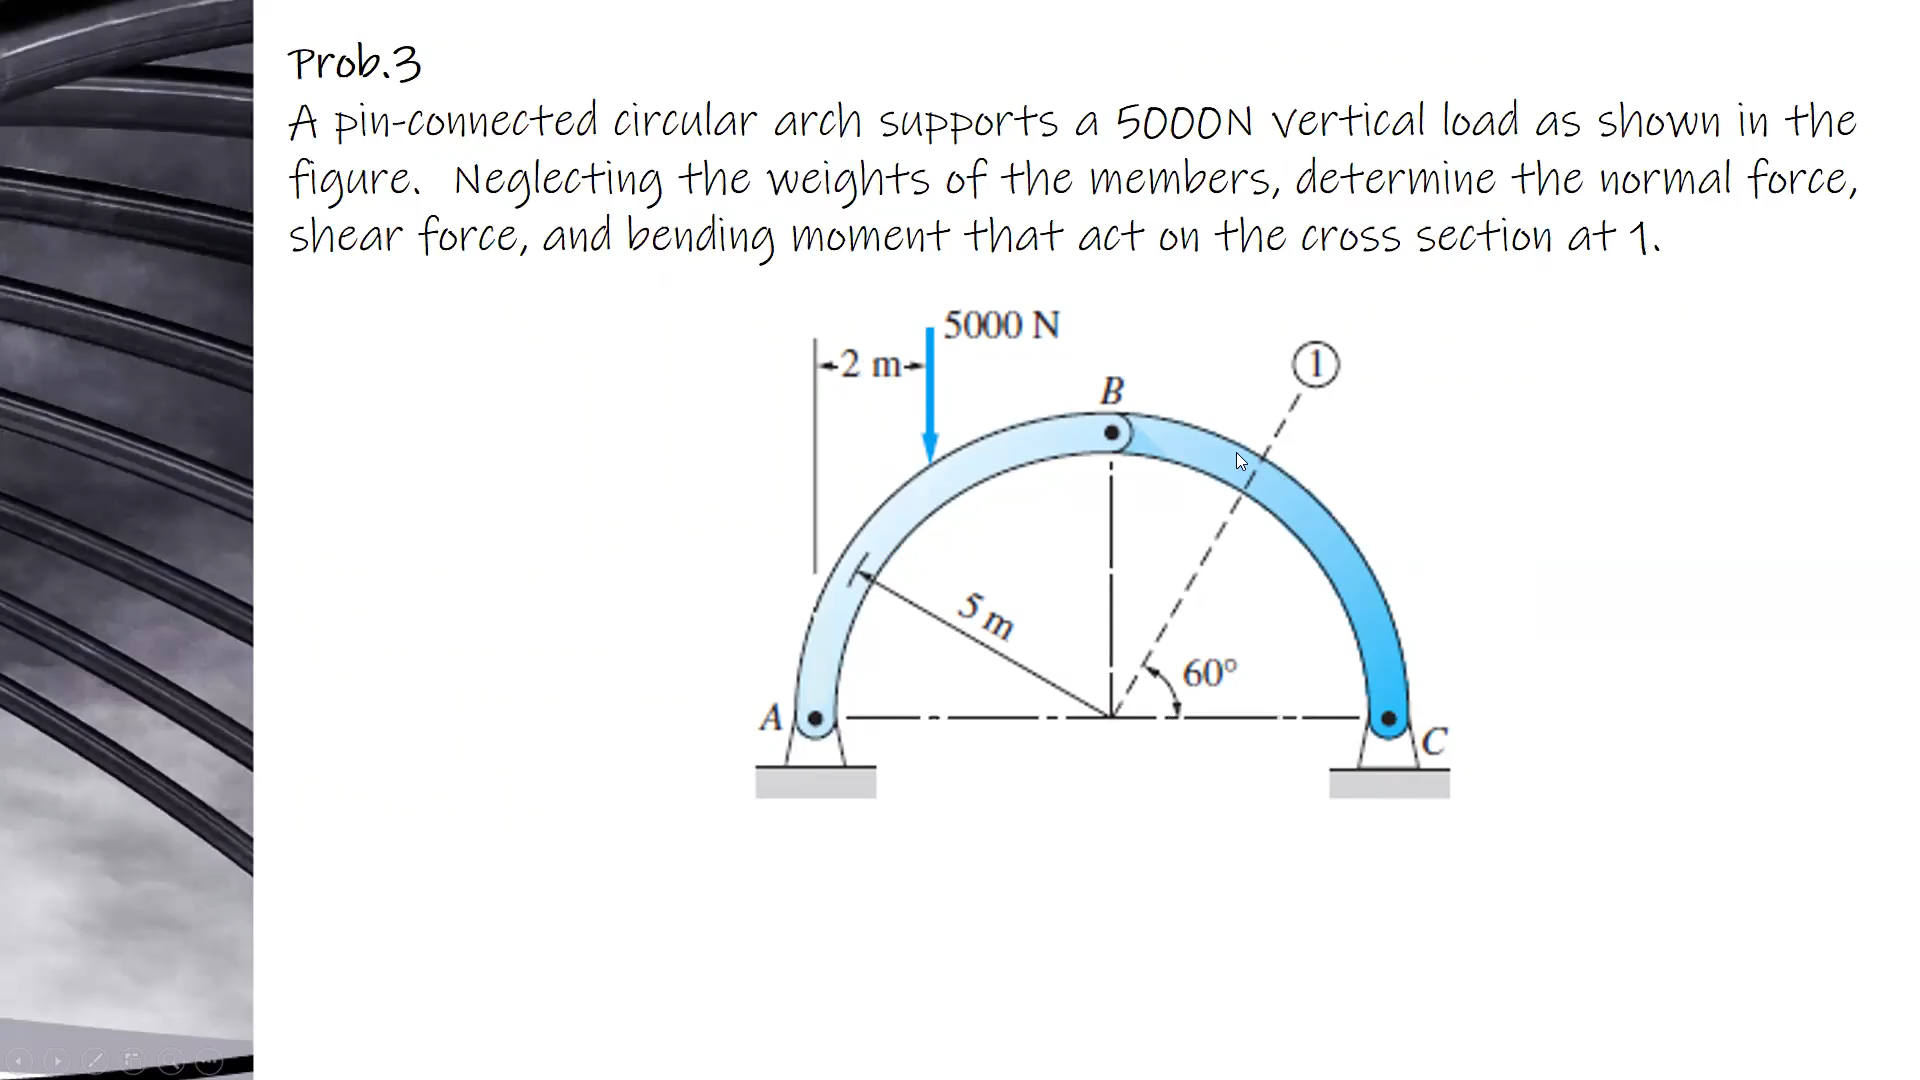 Prob.3
A pin-connected circular arch supports a 5000N vertical load as shown in the
figure.  Neglecting the weights of the members, determine the normal force,
shear force, and bending moment that act on the cross section at 1.
5000 N
2 m
1
B
5 m
60°
A
C